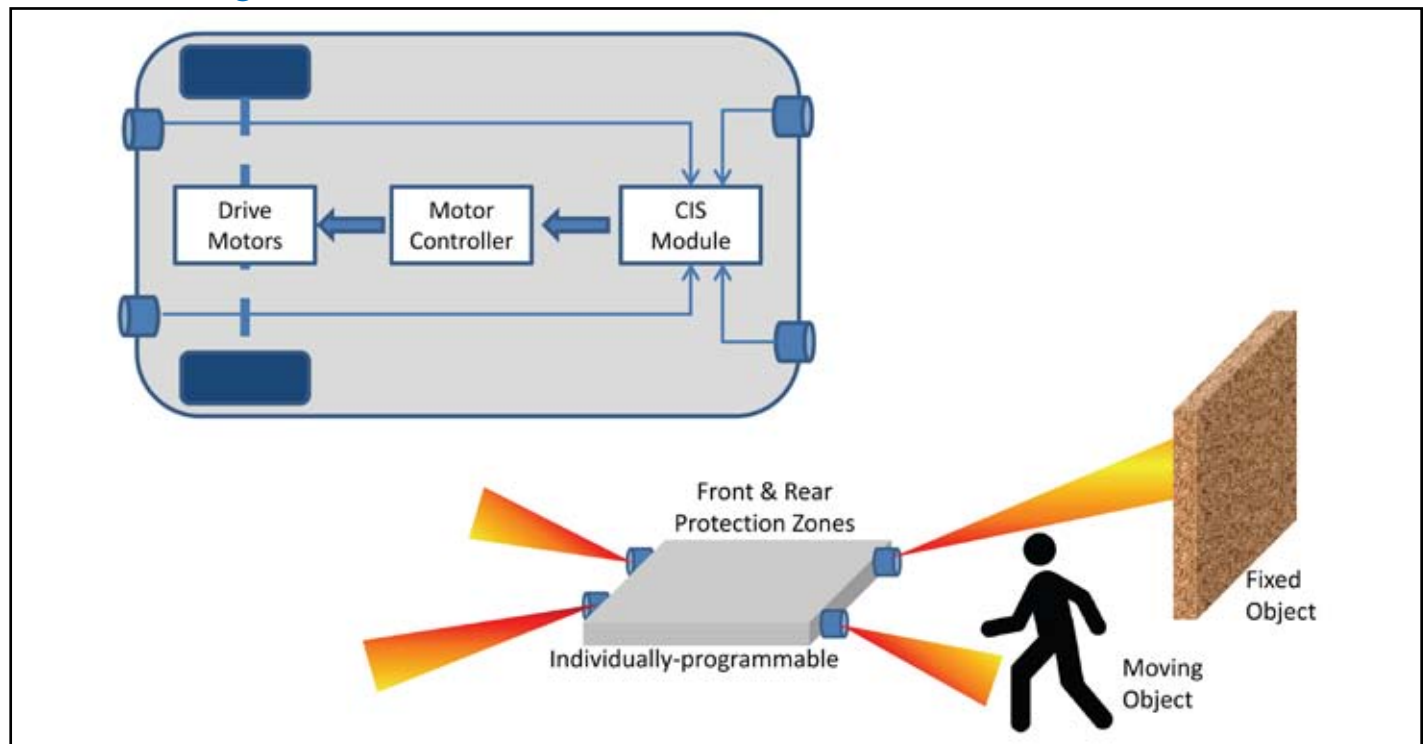 Drive
Motors
Motor
Controller
CIS
Module
Front & Rear
Protection Zones
Individually-programmable
Fixed
Object
Moving
Object